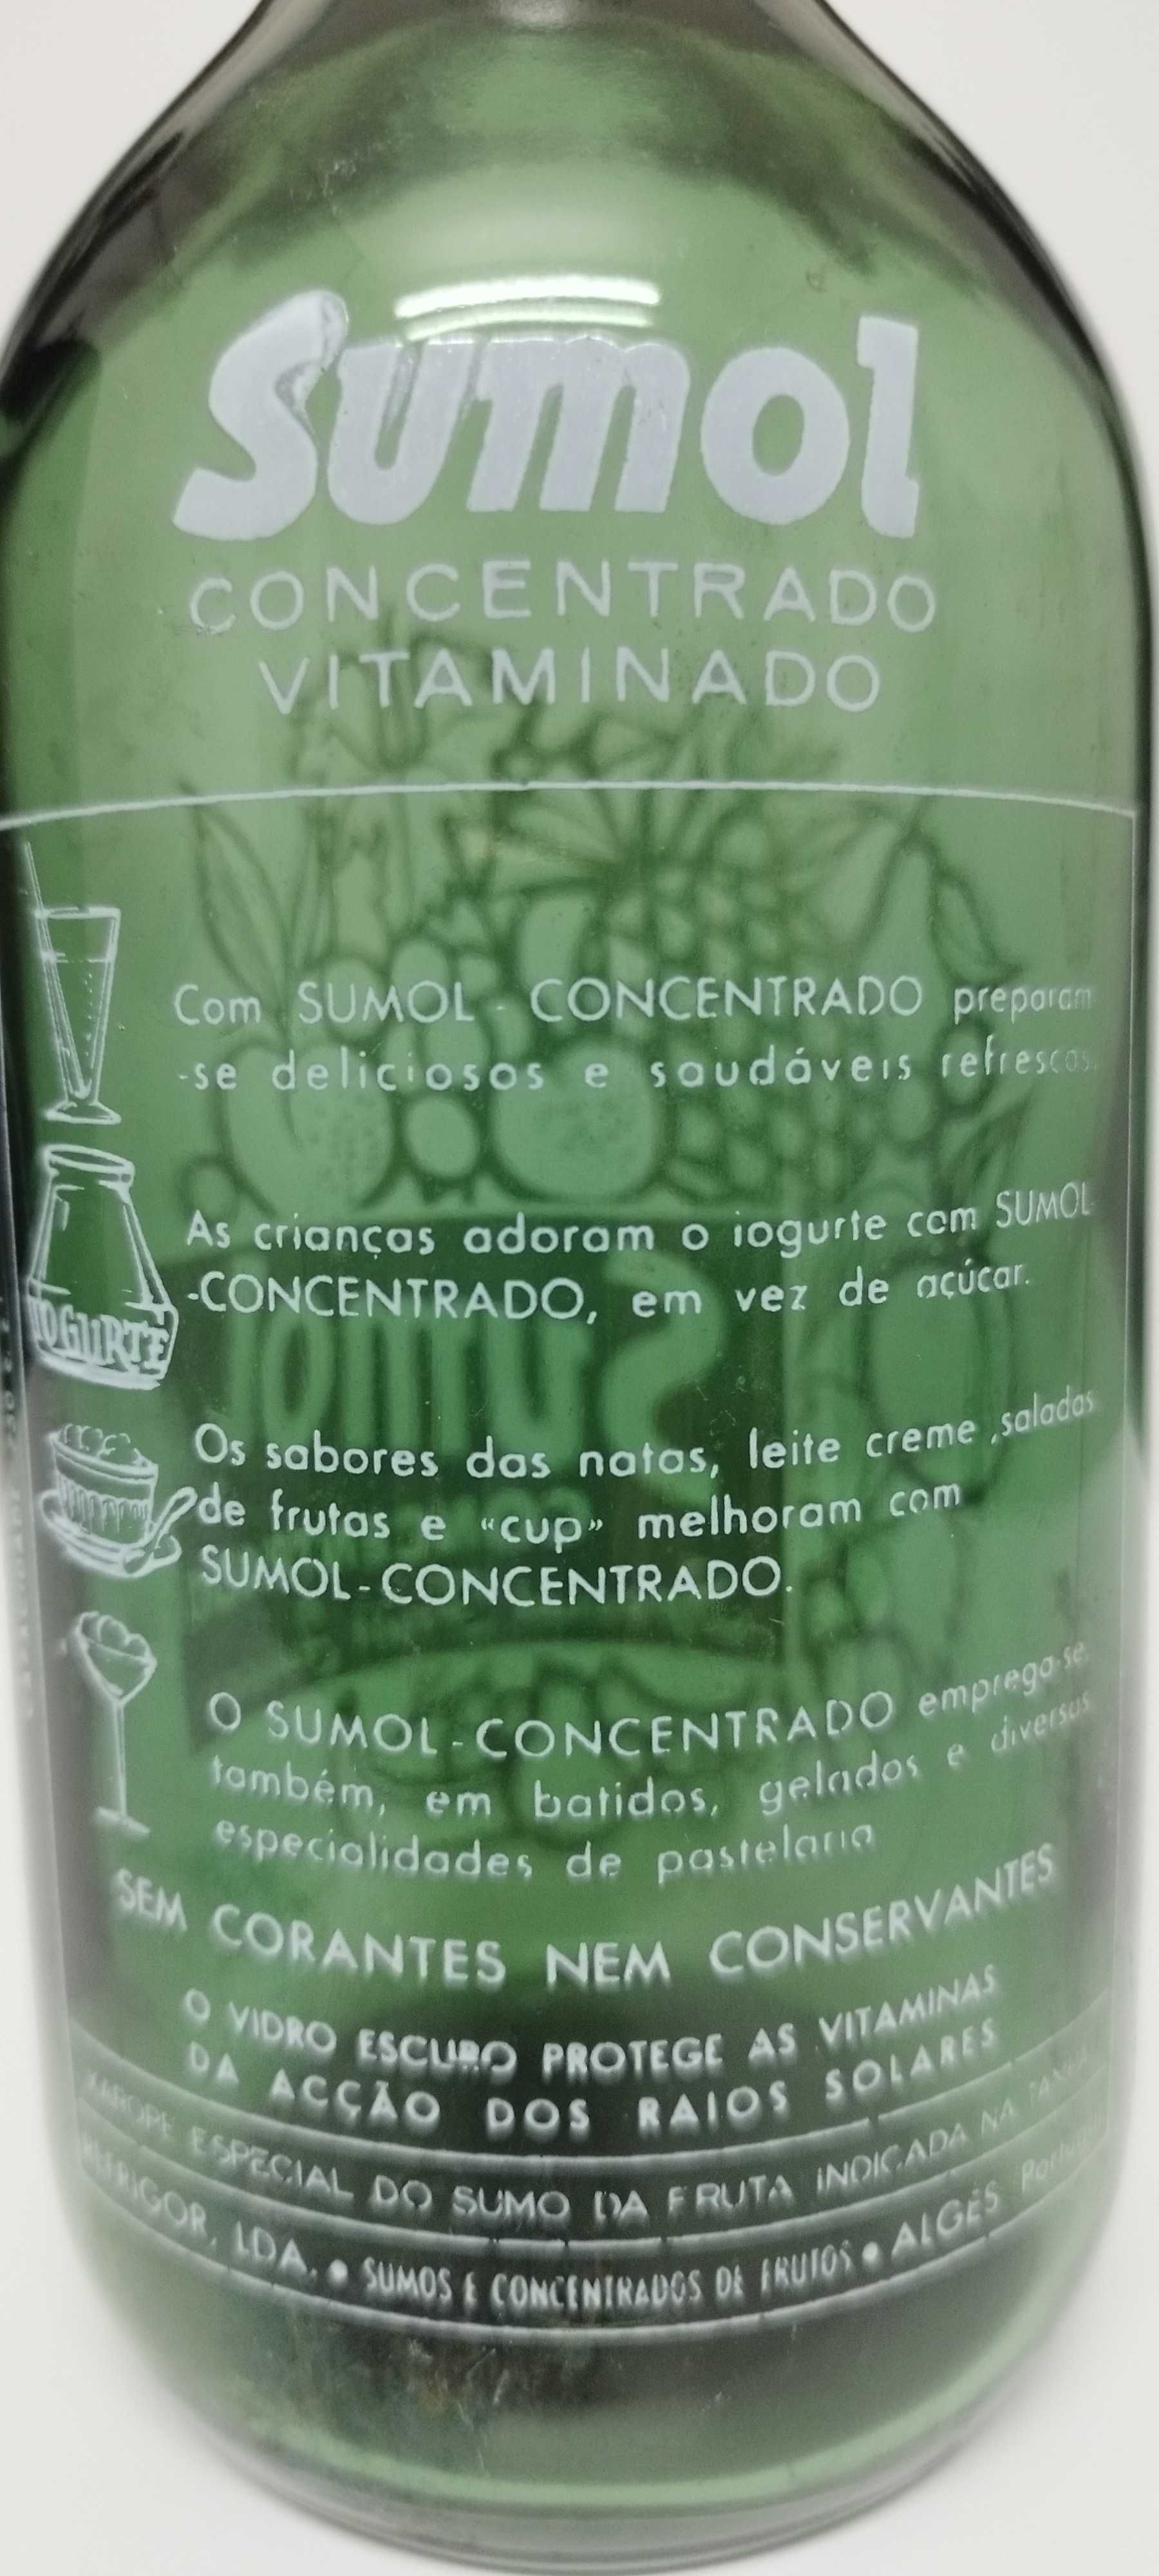 Sumol
CONCENTRADO
VITAMINADO
Com SUMOL - CONCENTRADO preparam-
-se deliciosos e saudáveis refrescos.
As crianças adoram o iogurte com SUMOL-
-CONCENTRADO, em vez de açúcar.
IOGURTE
Os sabores das natas, leite creme, saladas
de frutas e «cup» melhoram com
SUMOL-CONCENTRADO.
O SUMOL-CONCENTRADO emprega-se,
também, em batidos, gelados e diversas
especialidades de pastelaria
SEM CORANTES NEM CONSERVANTES
O VIDRO ESCURO PROTEGE AS VITAMINAS
DA ACÇÃO DOS RAIOS SOLARES
XAROPE ESPECIAL DO SUMO DA FRUTA INDICADA NA
REFRIGOR, LDA. • SUMOS E CONCENTRADOS DE FRUTOS • ALGÉS Portugal
Sumol